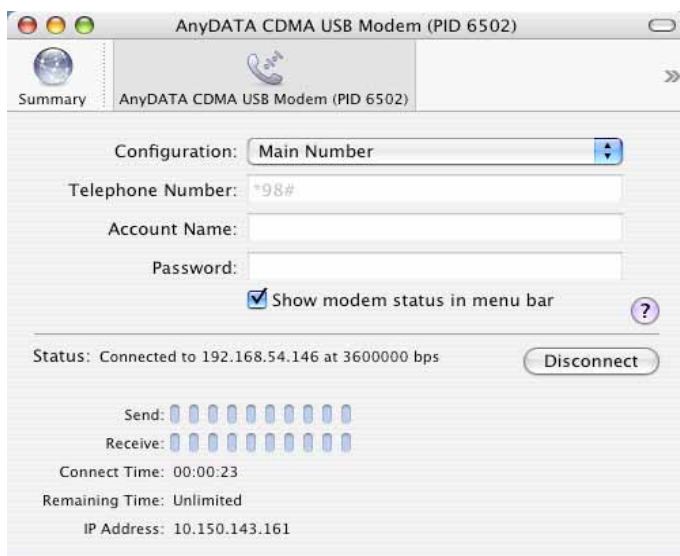 AnyDATA CDMA USB Modem (PID 6502)
Summary
AnyDATA CDMA USB Modem (PID 6502)
»
Configuration: Main Number
Telephone Number: *98#
Account Name:
Password:
Show modem status in menu bar
?
Status: Connected to 192.168.54.146 at 3600000 bps
Disconnect
Send:
Receive:
Connect Time: 00:00:23
Remaining Time: Unlimited
IP Address: 10.150.143.161